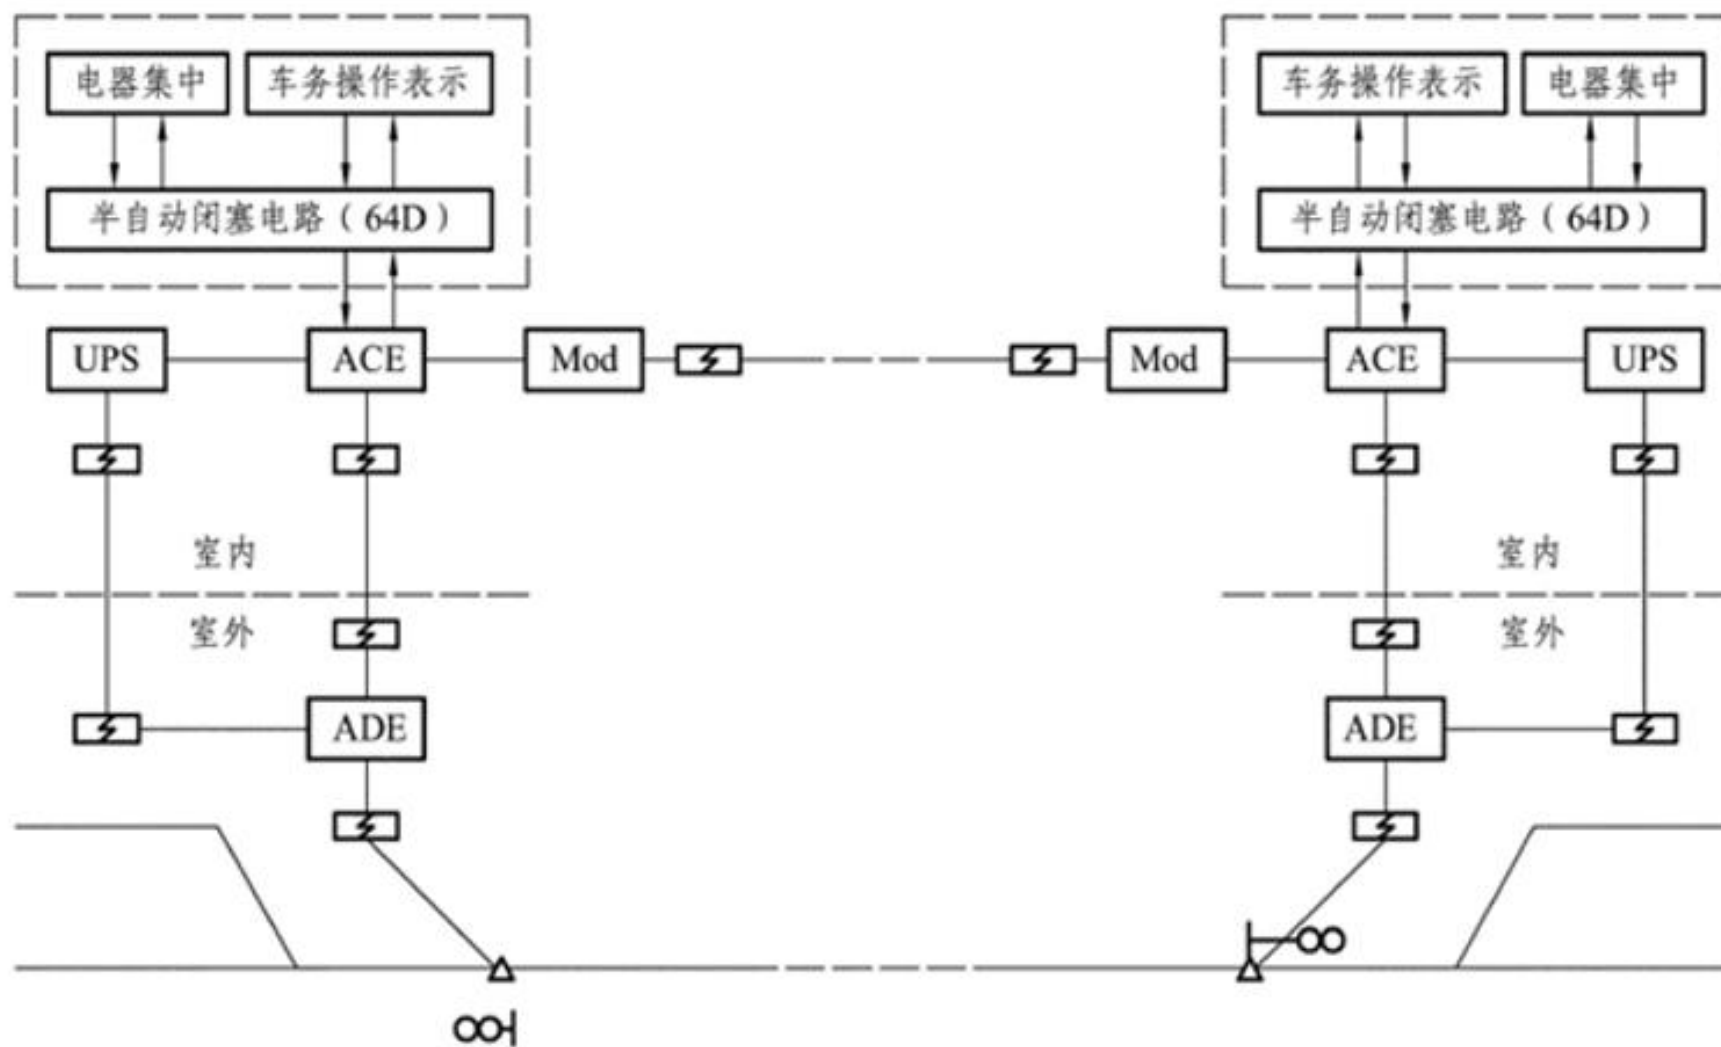 电器集中 车务操作表示 车务操作表示 电器集中
半自动闭塞电路(64D) 半自动闭塞电路(64D)
UPS ACE Mod Mod ACE UPS
室内 室内
室外 室外
ADE ADE